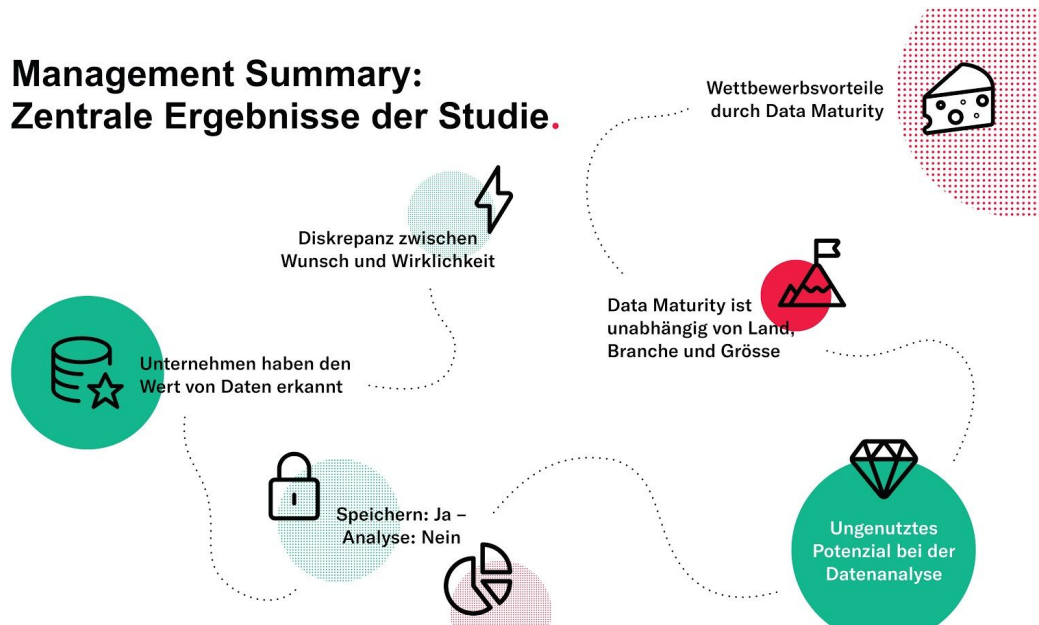 Management Summary:
Zentrale Ergebnisse der Studie.
Wettbewerbsvorteile
durch Data Maturity
Diskrepanz zwischen
Wunsch und Wirklichkeit
Data Maturity ist
unabhängig von Land,
Branche und Grösse
Unternehmen haben den
Wert von Daten erkannt
Speichern: Ja –
Analyse: Nein
Ungenutztes
Potenzial bei der
Datenanalyse